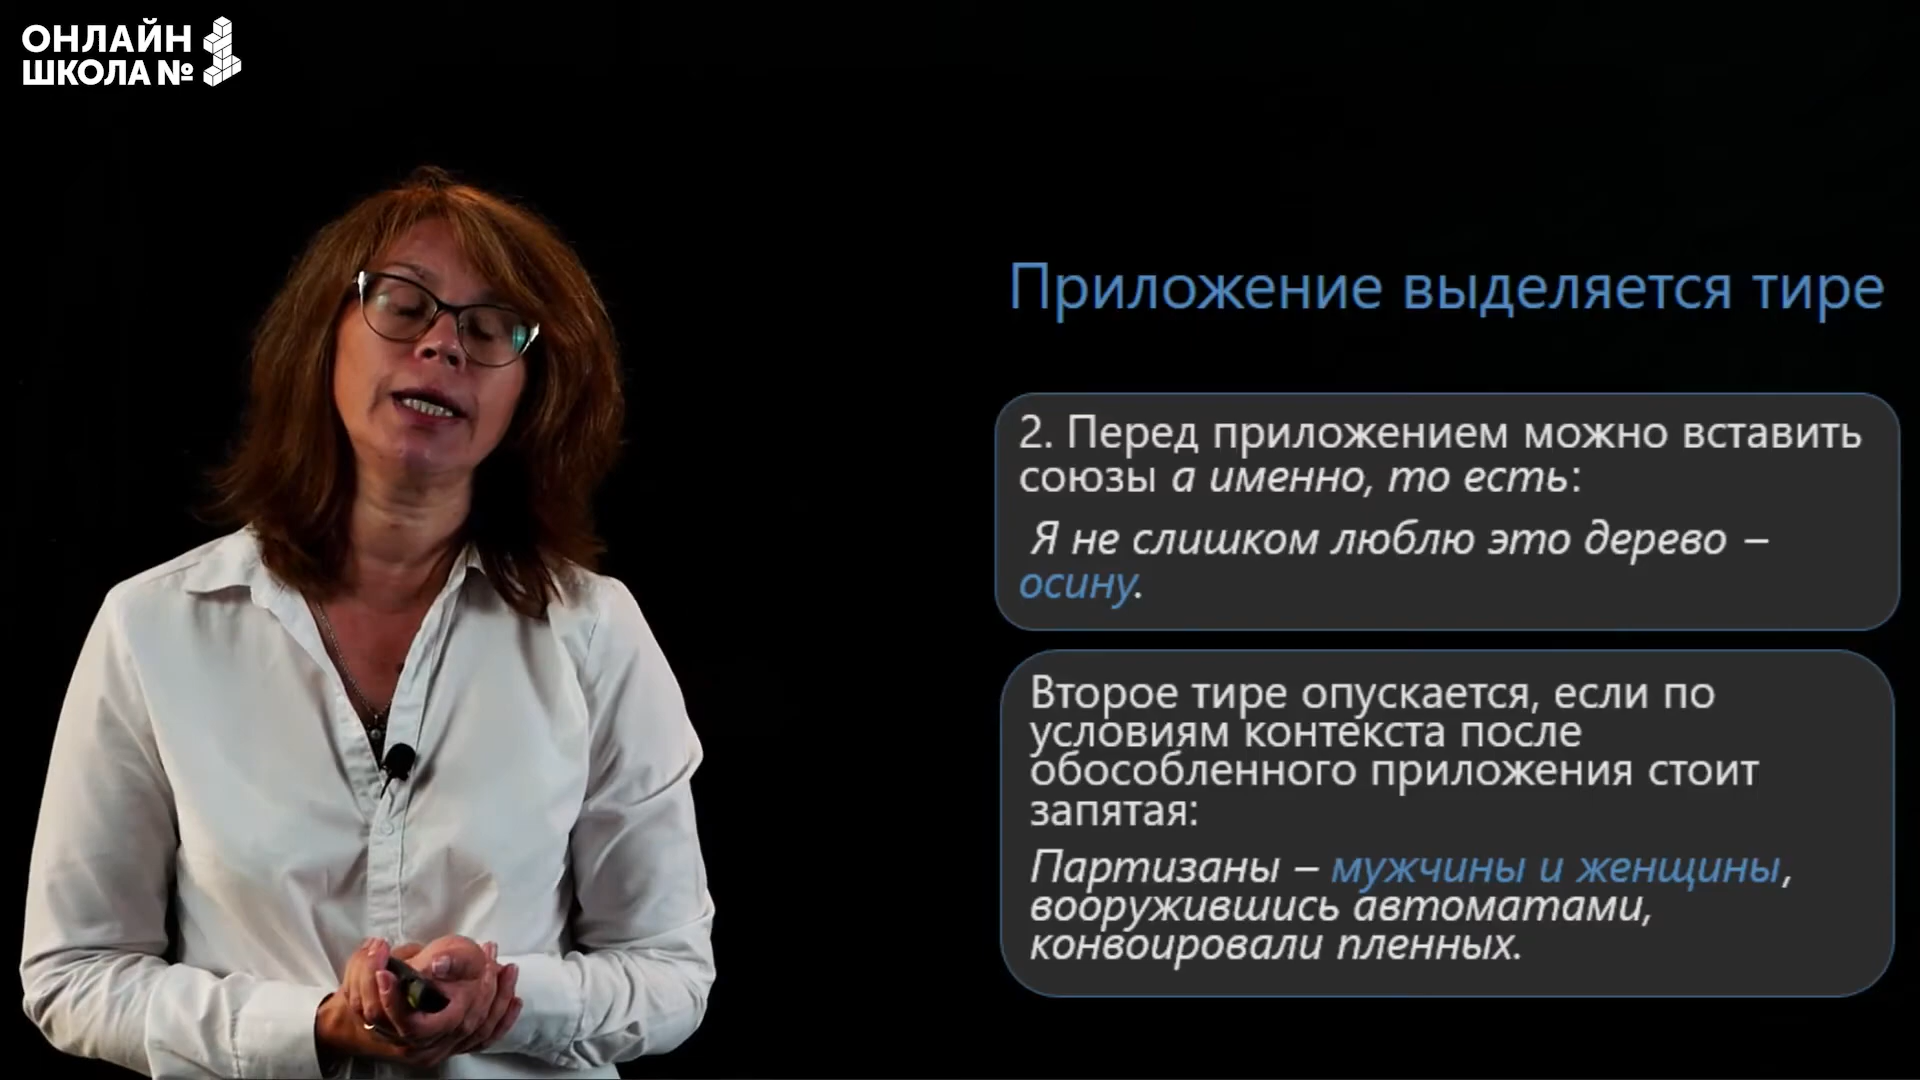 ОНЛАЙН
ШКОЛА №
Приложение выделяется тире
2. Перед приложением можно вставить
союзы а именно, то есть:
Я не слишком люблю это дерево –
осину.
Второе тире опускается, если по
условиям контекста после
обособленного приложения стоит
запятая:
Партизаны – мужчины и женщины,
вооружившись автоматами,
конвоировали пленных.